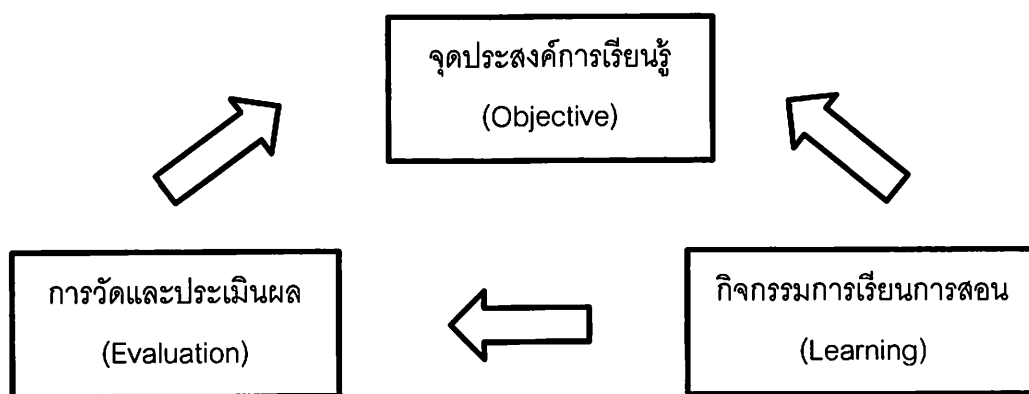 จุดประสงค์การเรียนรู้
(Objective)
การวัดและประเมินผล
(Evaluation)
กิจกรรมการเรียนการสอน
(Learning)